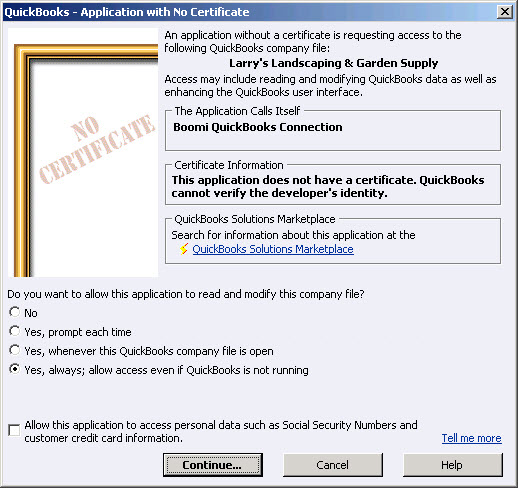 QuickBooks - Application with No Certificate
NO
CERTIFICATE
An application without a certificate is requesting access to the
following QuickBooks company file:
Larry's Landscaping & Garden Supply
Access may include reading and modifying QuickBooks data as well as
enhancing the QuickBooks user interface.
The Application Calls Itself
Boomi QuickBooks Connection
Certificate Information
This application does not have a certificate. QuickBooks
cannot verify the developer's identity.
QuickBooks Solutions Marketplace
Search for information about this application at the
QuickBooks Solutions Marketplace
Do you want to allow this application to read and modify this company file?
No
Yes, prompt each time
Yes, whenever this QuickBooks company file is open
Yes, always; allow access even if QuickBooks is not running
Allow this application to access personal data such as Social Security Numbers and
customer credit card information.
Tell me more
Continue...
Cancel
Help